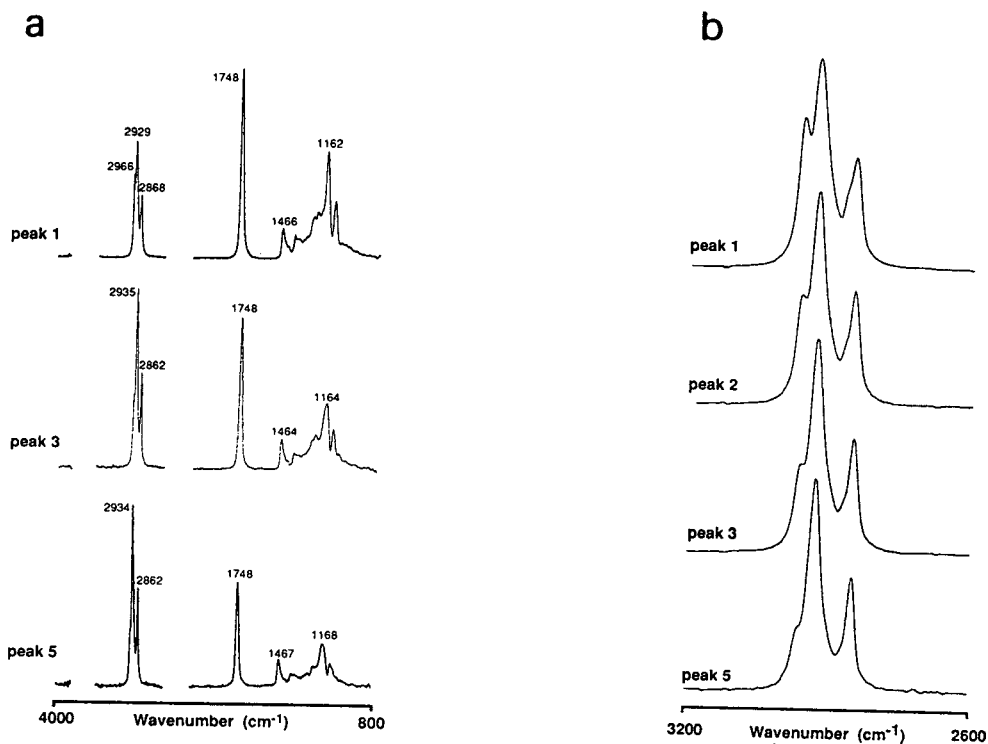 a
1748
2929
2966
2868
1162
1466
peak 1
2935
2862
1748
1464
1164
peak 3
2934
2862
1748
1467
1168
peak 5
4000
Wavenumber (cm-1)
800
b
peak 1
peak 2
peak 3
peak 5
3200
Wavenumber (cm-1)
2600